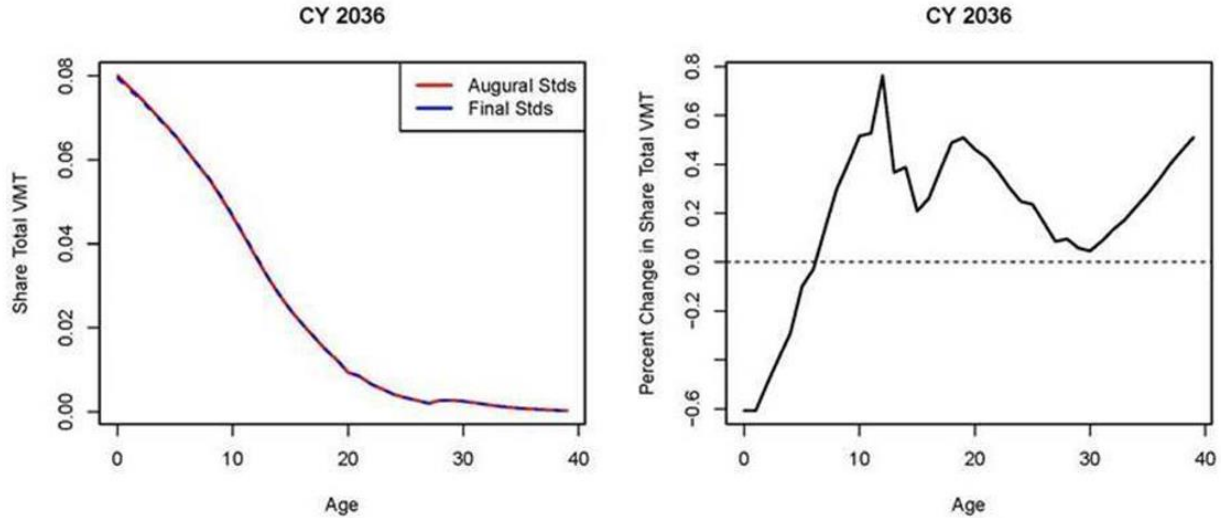 CY 2036
Share Total VMT
0.08
0.06
0.04
0.02
0.00
Augural Stds
Final Stds
0 10 20 30 40
Age
CY 2036
Percent Change in Share Total VMT
0.8
0.6
0.4
0.2
0.0
−0.2
−0.6
0 10 20 30 40
Age